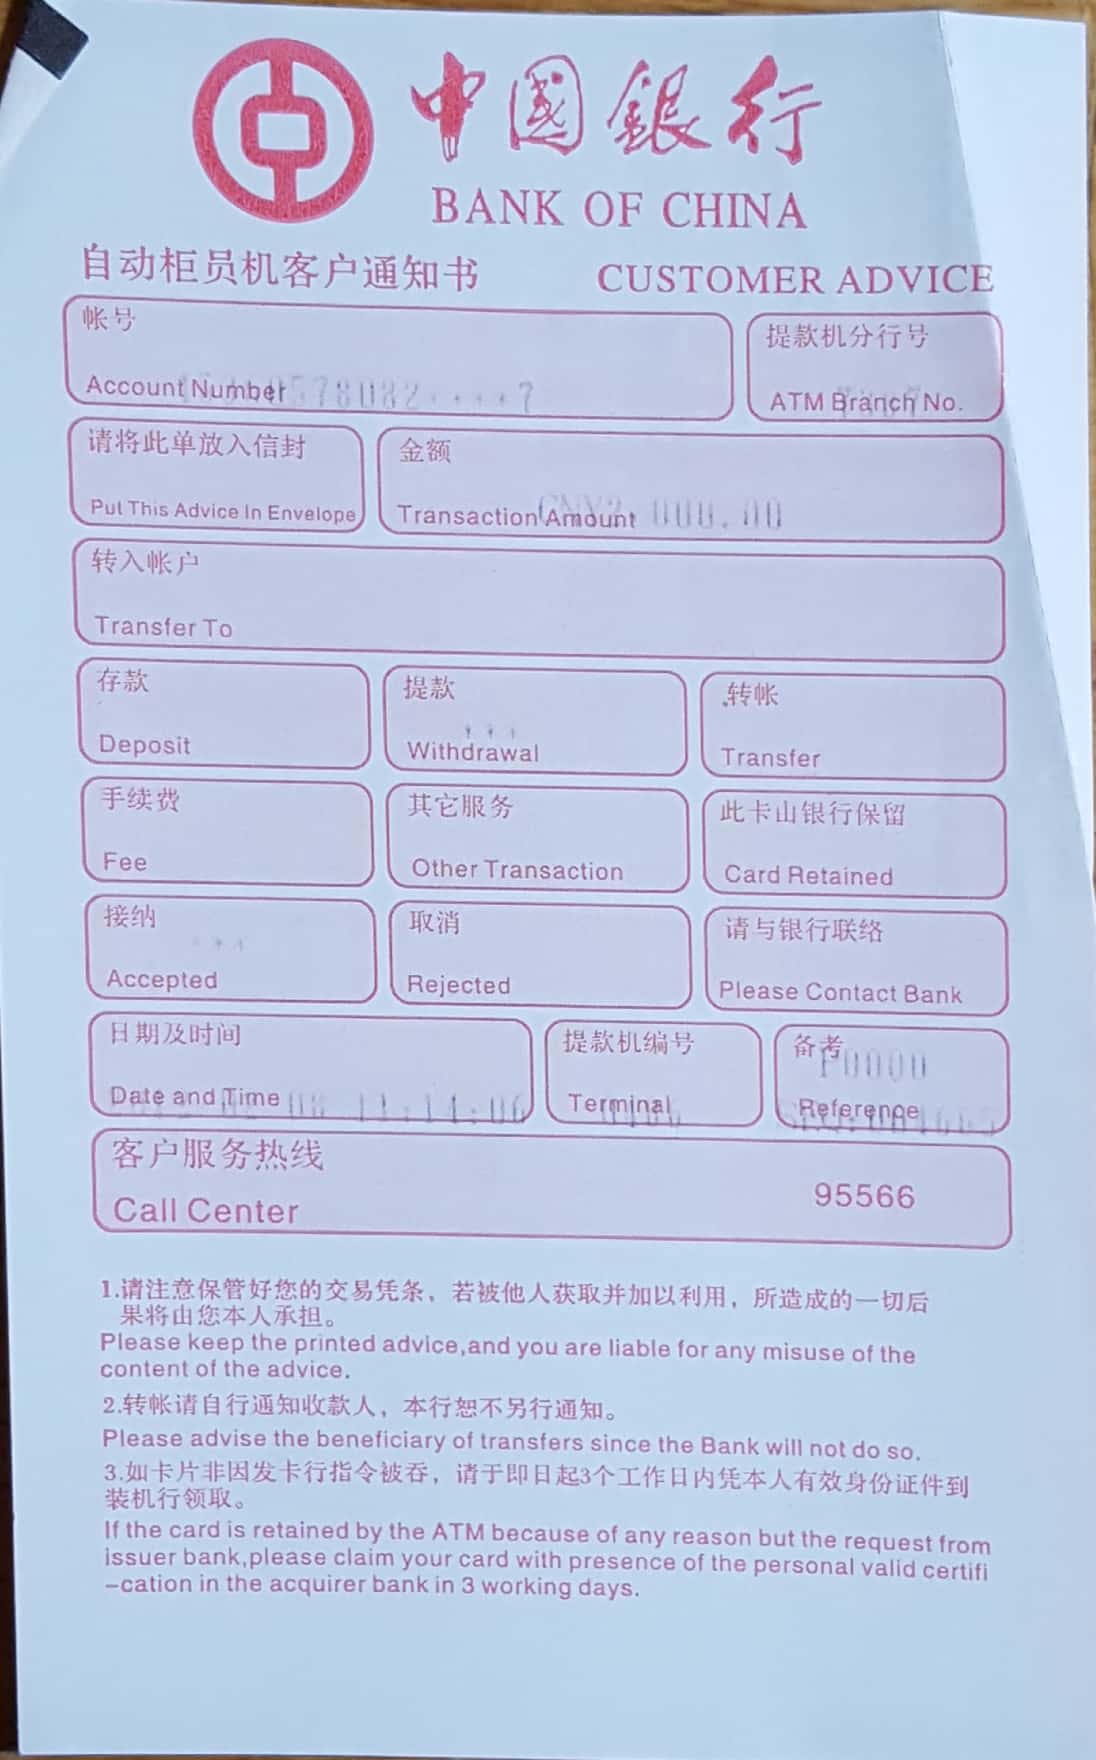 中國銀行
BANK OF CHINA
自动柜员机客户通知书 CUSTOMER ADVICE
帐号
Account Number
提款机分行号
ATM Branch No.
请将此单放入信封
Put This Advice In Envelope
金额
Transaction Amount
000.00
转入帐户
Transfer To
存款
Deposit
提款
Withdrawal
转帐
Transfer
手续费
Fee
其它服务
Other Transaction
此卡山银行保留
Card Retained
接纳
Accepted
取消
Rejected
请与银行联络
Please Contact Bank
日期及时间
Date and Time
11:14:06
提款机编号
Terminal
备考
P0000
Reference
客户服务热线
Call Center
95566
1.请注意保管好您的交易凭条，若被他人获取并加以利用，所造成的一切后
果将由您本人承担。
Please keep the printed advice,and you are liable for any misuse of the
content of the advice.
2.转帐请自行通知收款人，本行恕不另行通知。
Please advise the beneficiary of transfers since the Bank will not do so.
3.如卡片非因发卡行指令被吞，请于即日起3个工作日内凭本人有效身份证件到
装机行领取。
If the card is retained by the ATM because of any reason but the request from
issuer bank,please claim your card with presence of the personal valid certifi
-cation in the acquirer bank in 3 working days.